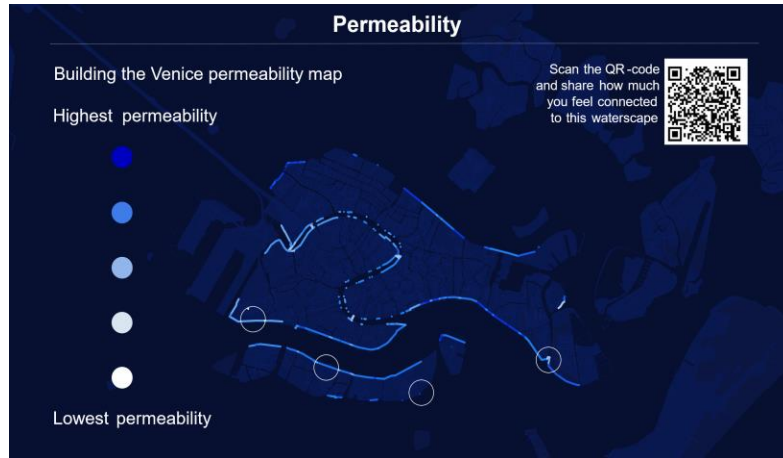 Permeability
Building the Venice permeability map
Scan the QR-code
and share how much
you feel connected
to this waterscape
Highest permeability
Lowest permeability